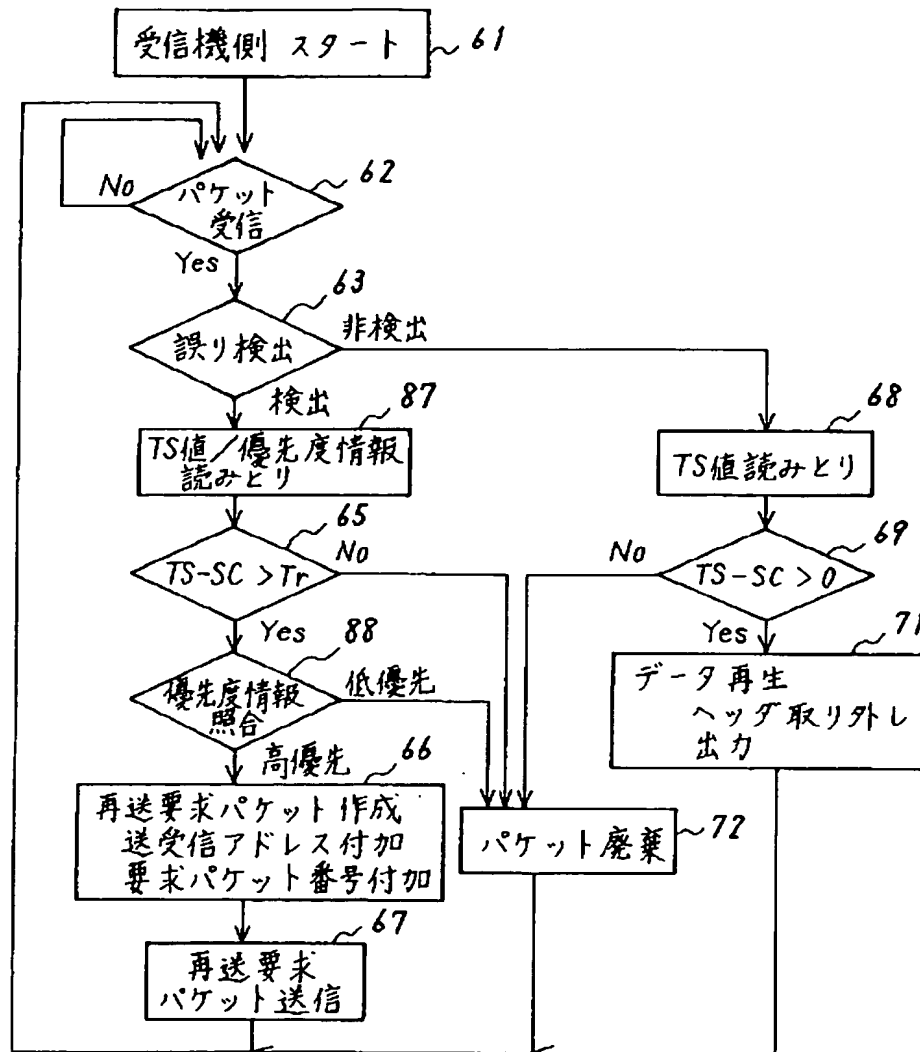 受信機側 スタート
61
パケット
受信
62
No
Yes
誤り検出
63
非検出
検出
TS値/優先度情報
読みとり
87
TS値読みとり
68
TS-SC>Tr
65
No
Yes
TS-SC>0
69
No
Yes
優先度情報
照合
88
低優先
高優先
データ再生
ヘッダ取り外し
出力
71
再送要求パケット作成
送受信アドレス付加
要求パケット番号付加
66
パケット廃棄
72
再送要求
パケット送信
67